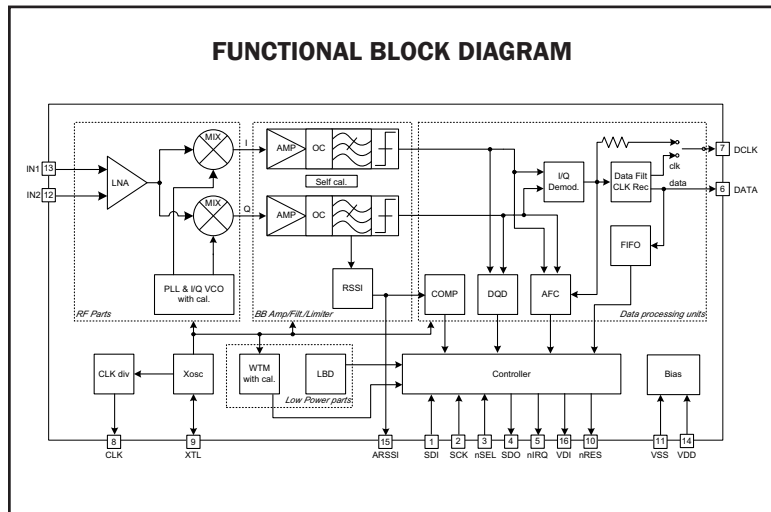 FUNCTIONAL BLOCK DIAGRAM
MIX
I
AMP
OC
7
DCLK
IN1
13
LNA
Self cal.
I/Q
Demod.
Data Filt
CLK Rec
clk
data
IN2
12
MIX
Q
AMP
OC
6
DATA
FIFO
PLL & I/Q VCO
with cal.
RSSI
COMP
DQD
AFC
RF Parts
BB Amp/Filt./Limiter
Data processing units
CLK div
Xosc
WTM
with cal.
LBD
Low Power parts
Controller
Bias
8
9
15
1
2
3
4
5
16
10
11
14
CLK
XTL
ARSSI
SDI
SCK
nSEL
SDO
nIRQ
VDI
nRES
VSS
VDD